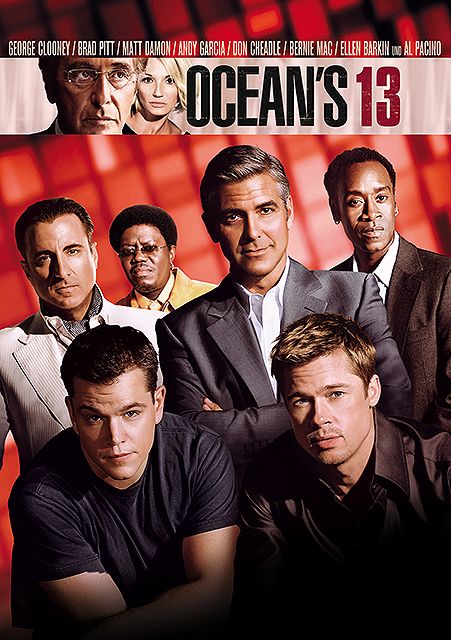 GEORGE CLOONEY / BRAD PITT / MATT DAMON / ANDY GARCIA / DON CHEADLE / BERNIE MAC / ELLEN BARKIN UND AL PACINO
OCEAN'S 13